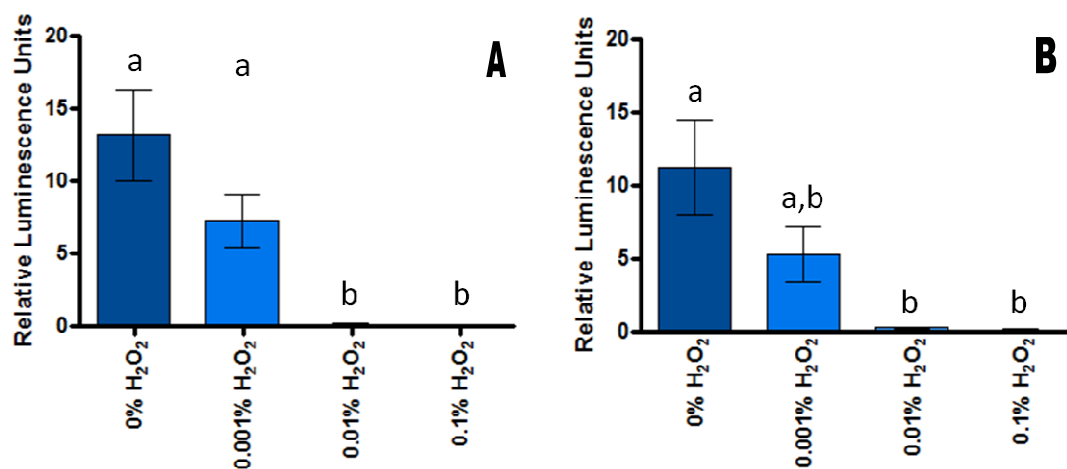 A
Relative Luminescence Units
20
15
10
5
0
a
a
b
b
0% H₂O₂
0.001% H₂O₂
0.01% H₂O₂
0.1% H₂O₂
B
Relative Luminescence Units
20
15
10
5
0
a
a,b
b
b
0% H₂O₂
0.001% H₂O₂
0.01% H₂O₂
0.1% H₂O₂